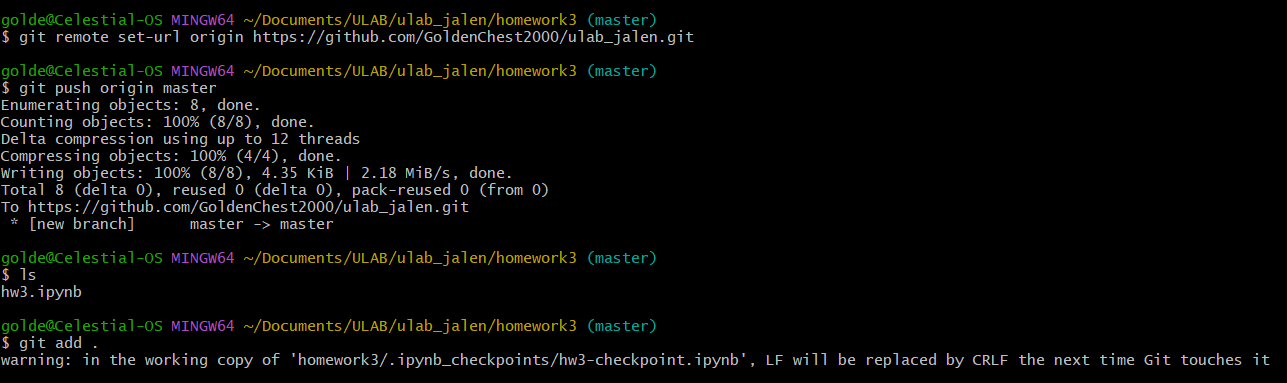 golde@Celestial-OS MINGW64 ~/Documents/ULAB/ulab_jalen/homework3 (master)
$ git remote set-url origin https://github.com/GoldenChest2000/ulab_jalen.git
golde@Celestial-OS MINGW64 ~/Documents/ULAB/ulab_jalen/homework3 (master)
$ git push origin master
Enumerating objects: 8, done.
Counting objects: 100% (8/8), done.
Delta compression using up to 12 threads
Compressing objects: 100% (4/4), done.
Writing objects: 100% (8/8), 4.35 KiB | 2.18 MiB/s, done.
Total 8 (delta 0), reused 0 (delta 0), pack-reused 0 (from 0)
To https://github.com/GoldenChest2000/ulab_jalen.git
 * [new branch]      master -> master
golde@Celestial-OS MINGW64 ~/Documents/ULAB/ulab_jalen/homework3 (master)
$ ls
hw3.ipynb
golde@Celestial-OS MINGW64 ~/Documents/ULAB/ulab_jalen/homework3 (master)
$ git add .
warning: in the working copy of 'homework3/.ipynb_checkpoints/hw3-checkpoint.ipynb', LF will be replaced by CRLF the next time Git touches it